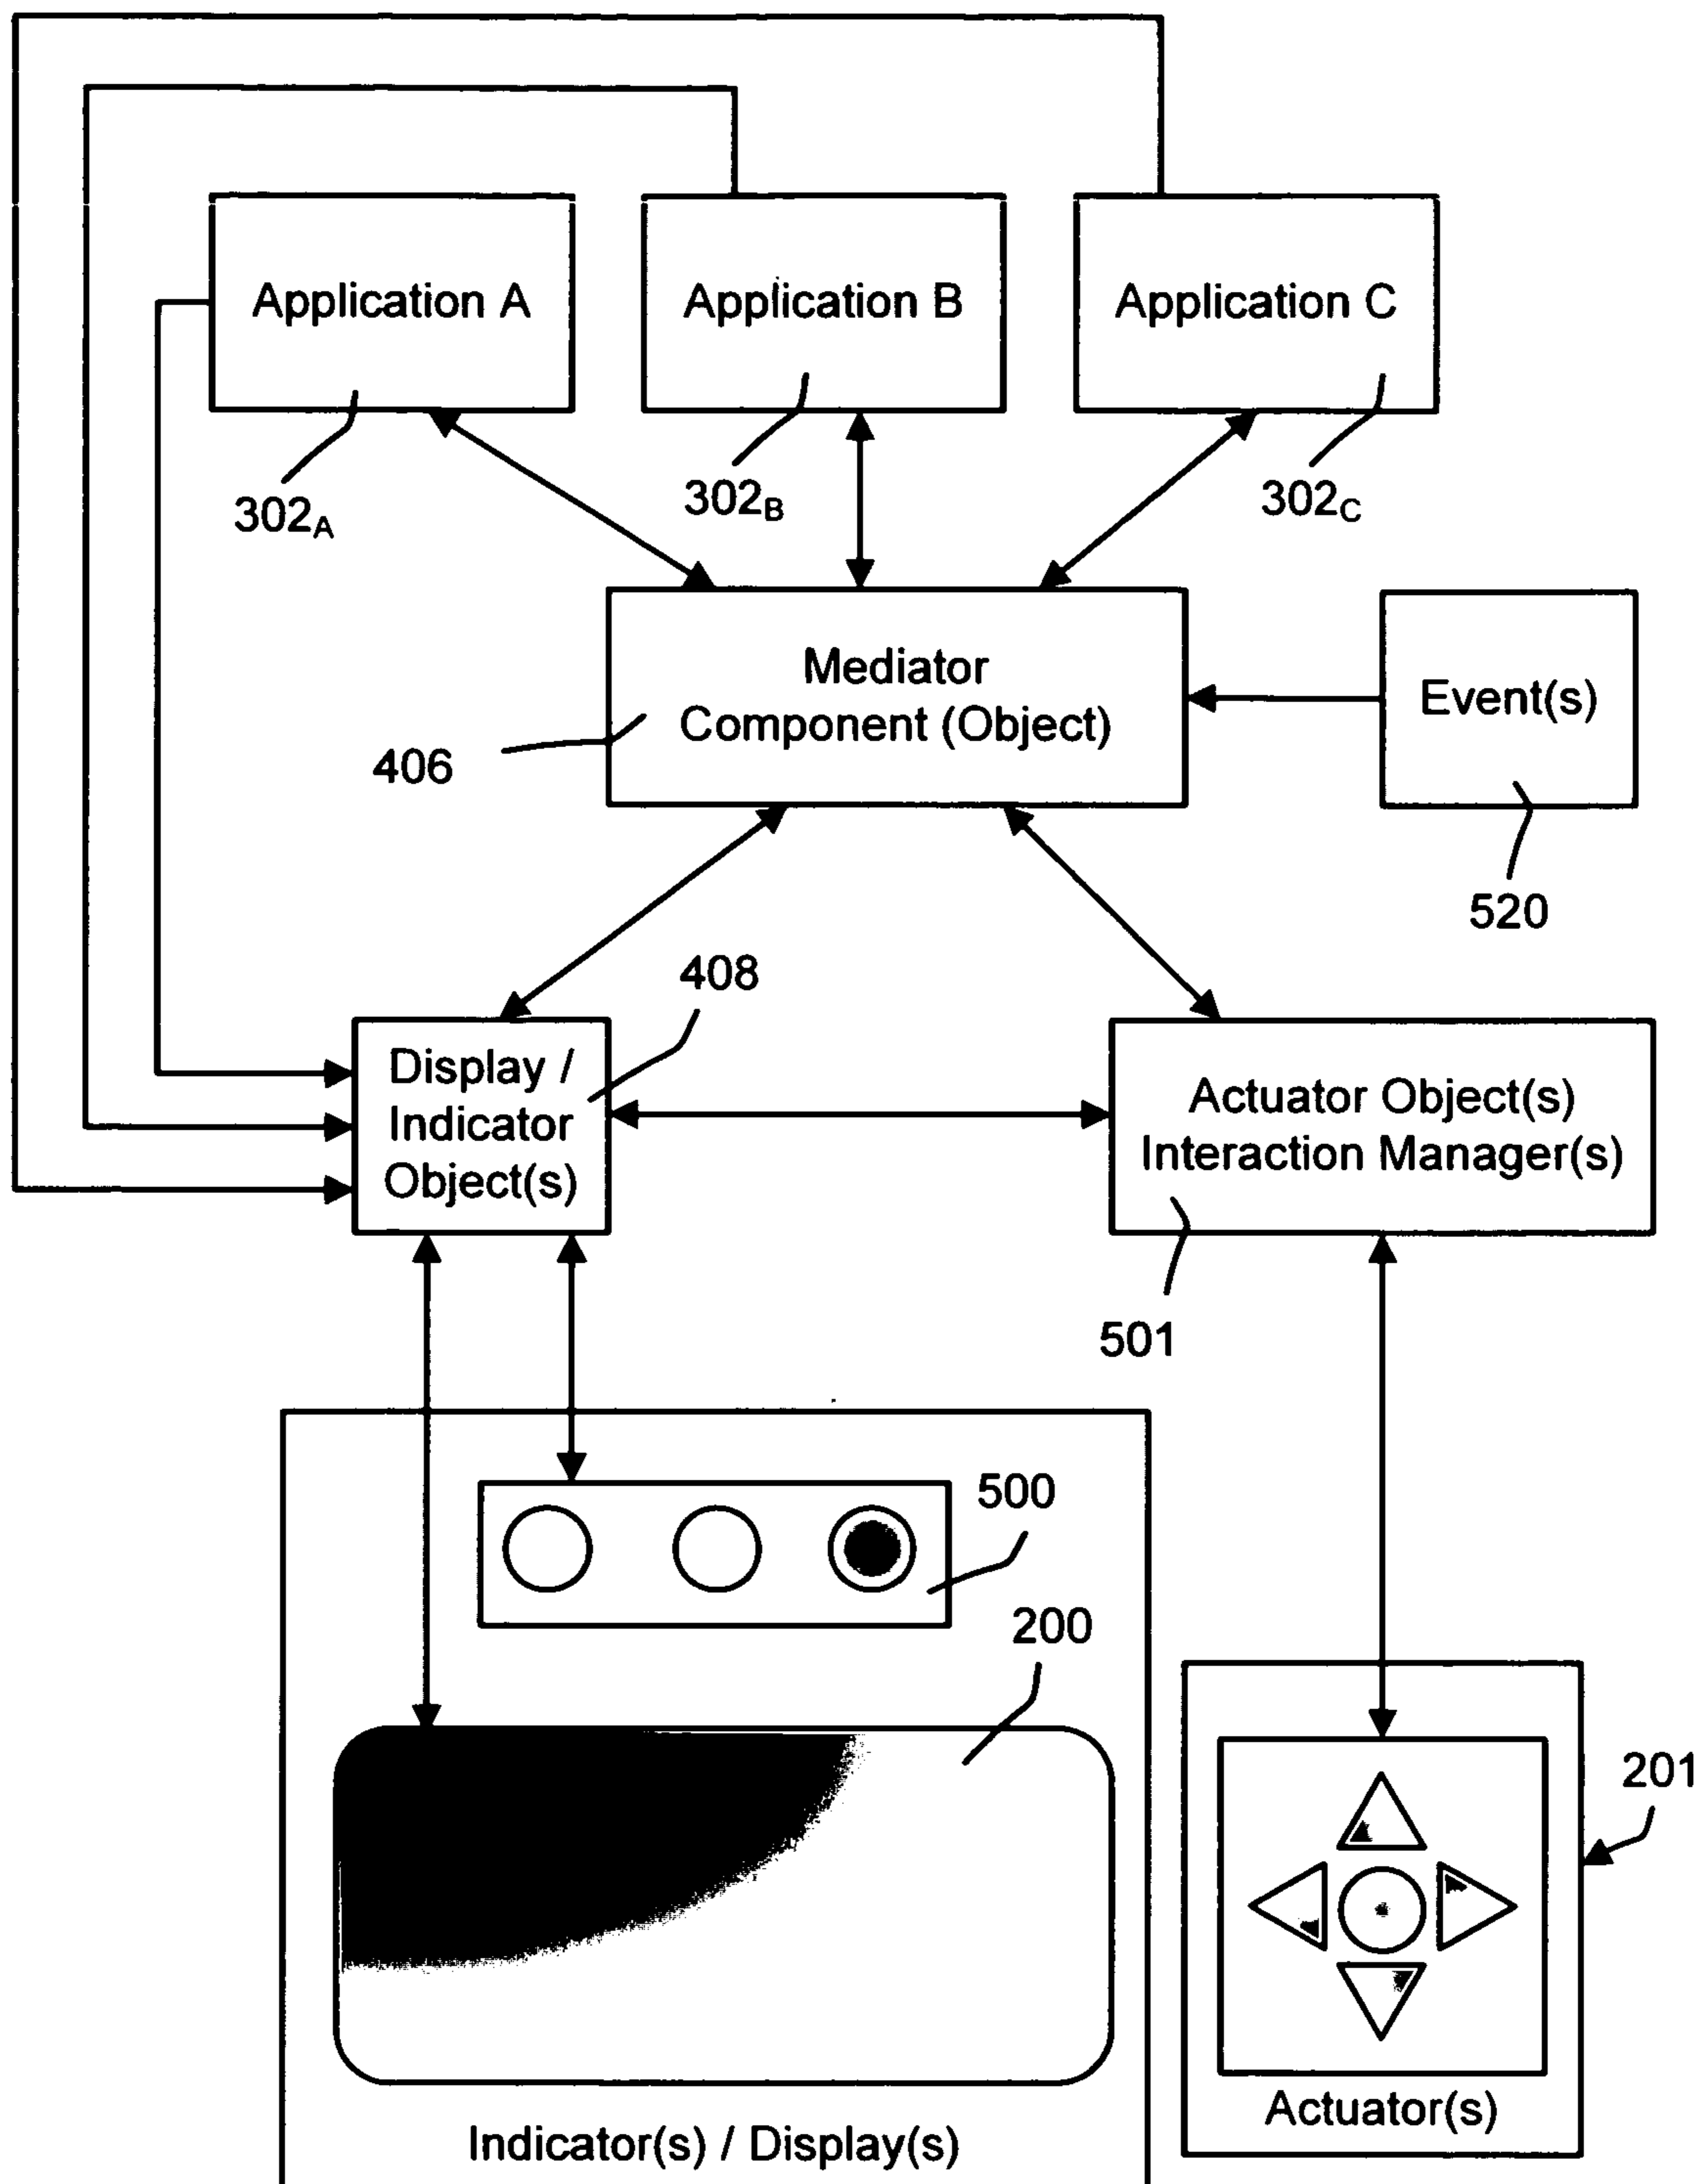 Application A
Application B
Application C
302A
302B
302C
Mediator
Component (Object)
Event(s)
406
520
408
Display /
Indicator
Object(s)
Actuator Object(s)
Interaction Manager(s)
501
500
200
201
Actuator(s)
Indicator(s) / Display(s)